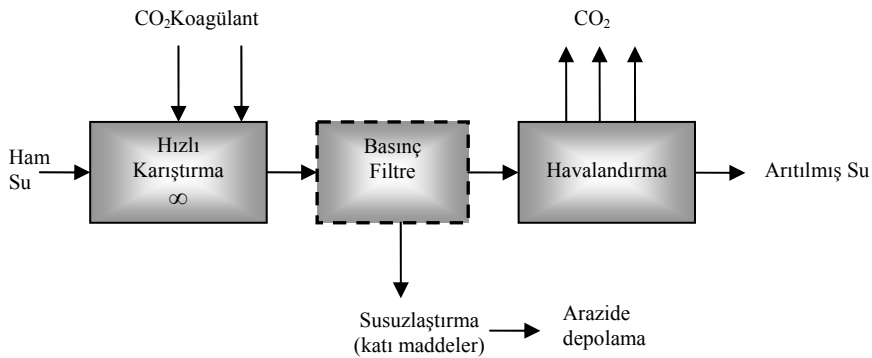 CO₂Koagülant
CO₂
Ham
Su
Hızlı
Karıştırma
∞
Basınç
Filtre
Havalandırma
Arıtılmış Su
Susuzlaştırma
(katı maddeler)
Arazide
depolama